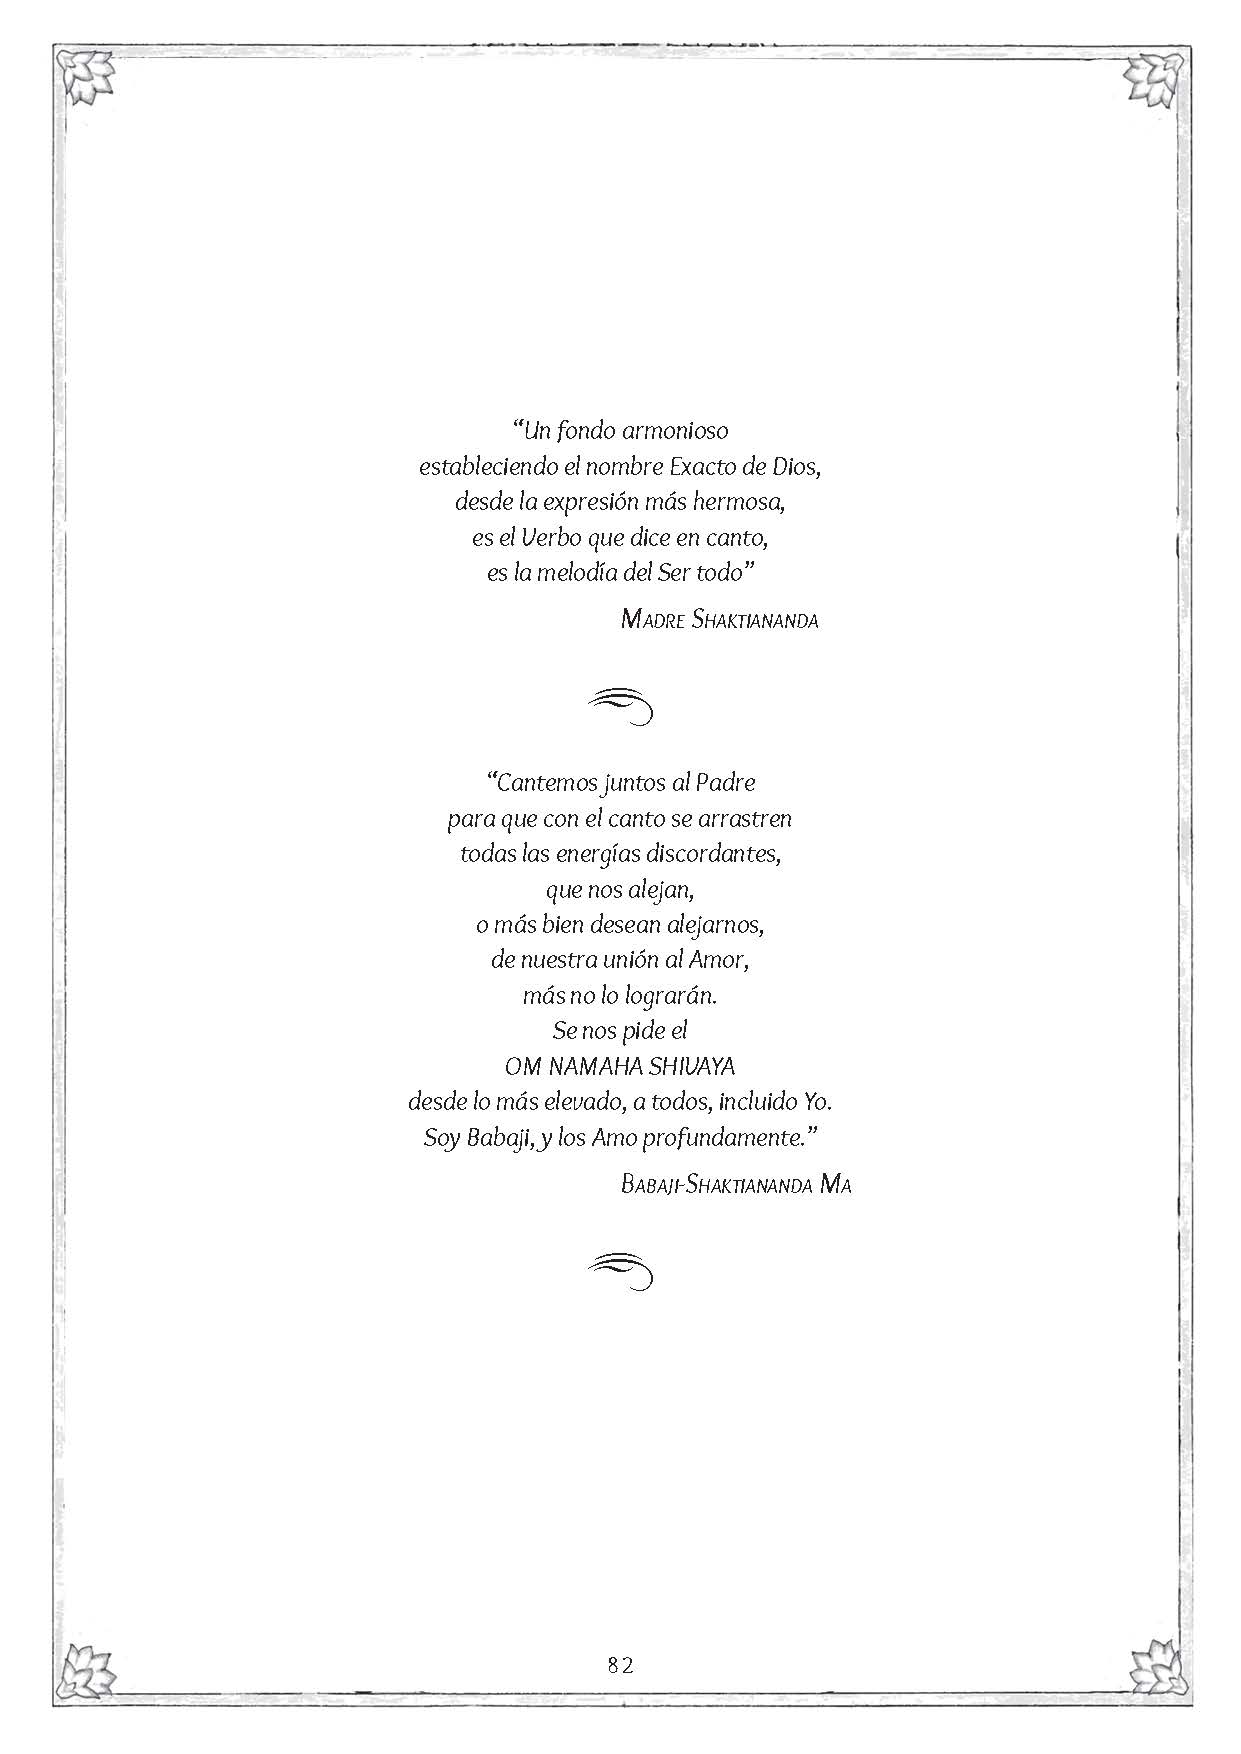 “Un fondo armonioso
estableciendo el nombre Exacto de Dios,
desde la expresión más hermosa,
es el Verbo que dice en canto,
es la melodía del Ser todo”
Madre Shaktiananda
“Cantemos juntos al Padre
para que con el canto se arrastren
todas las energías discordantes,
que nos alejan,
o más bien desean alejarnos,
de nuestra unión al Amor,
más no lo lograrán.
Se nos pide el
OM NAMAHA SHIVAYA
desde lo más elevado, a todos, incluido Yo.
Soy Babaji, y los Amo profundamente.”
Babaji-Shaktiananda Ma
82